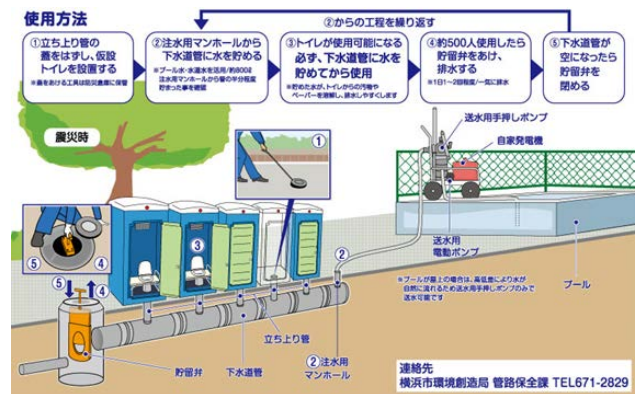 使用方法
②からの工程を繰り返す
①立ち上り管の
蓋をはずし、仮設
トイレを設置する
※蓋をあける工具は防災倉庫に保管
②注水用マンホールから
下水道管に水を貯める
※プール水・水道水を活用/約600ℓ
注水用マンホールから管の半分程度
貯まった事を確認
③トイレが使用可能になる
必ず、下水道管に水を
貯めてから使用
※貯めた水が、トイレからの汚物や
ペーパーを溶解し、排水しやすくします
④約500人使用したら
貯留弁をあけ、
排水する
※1日1～2回程度/一気に排水
⑤下水道管が
空になったら
貯留弁を
閉める
震災時
①
送水用手押しポンプ
自家発電機
送水用
電動ポンプ
プール
※プールが屋上の場合は、高低差により水が
自然に流れるため送水用手押しポンプのみで
送水可能です
⑤
④
⑤
④
③
②
立ち上り管
下水道管
貯留弁
②注水用
マンホール
連絡先
横浜市環境創造局 管路保全課 TEL671-2829